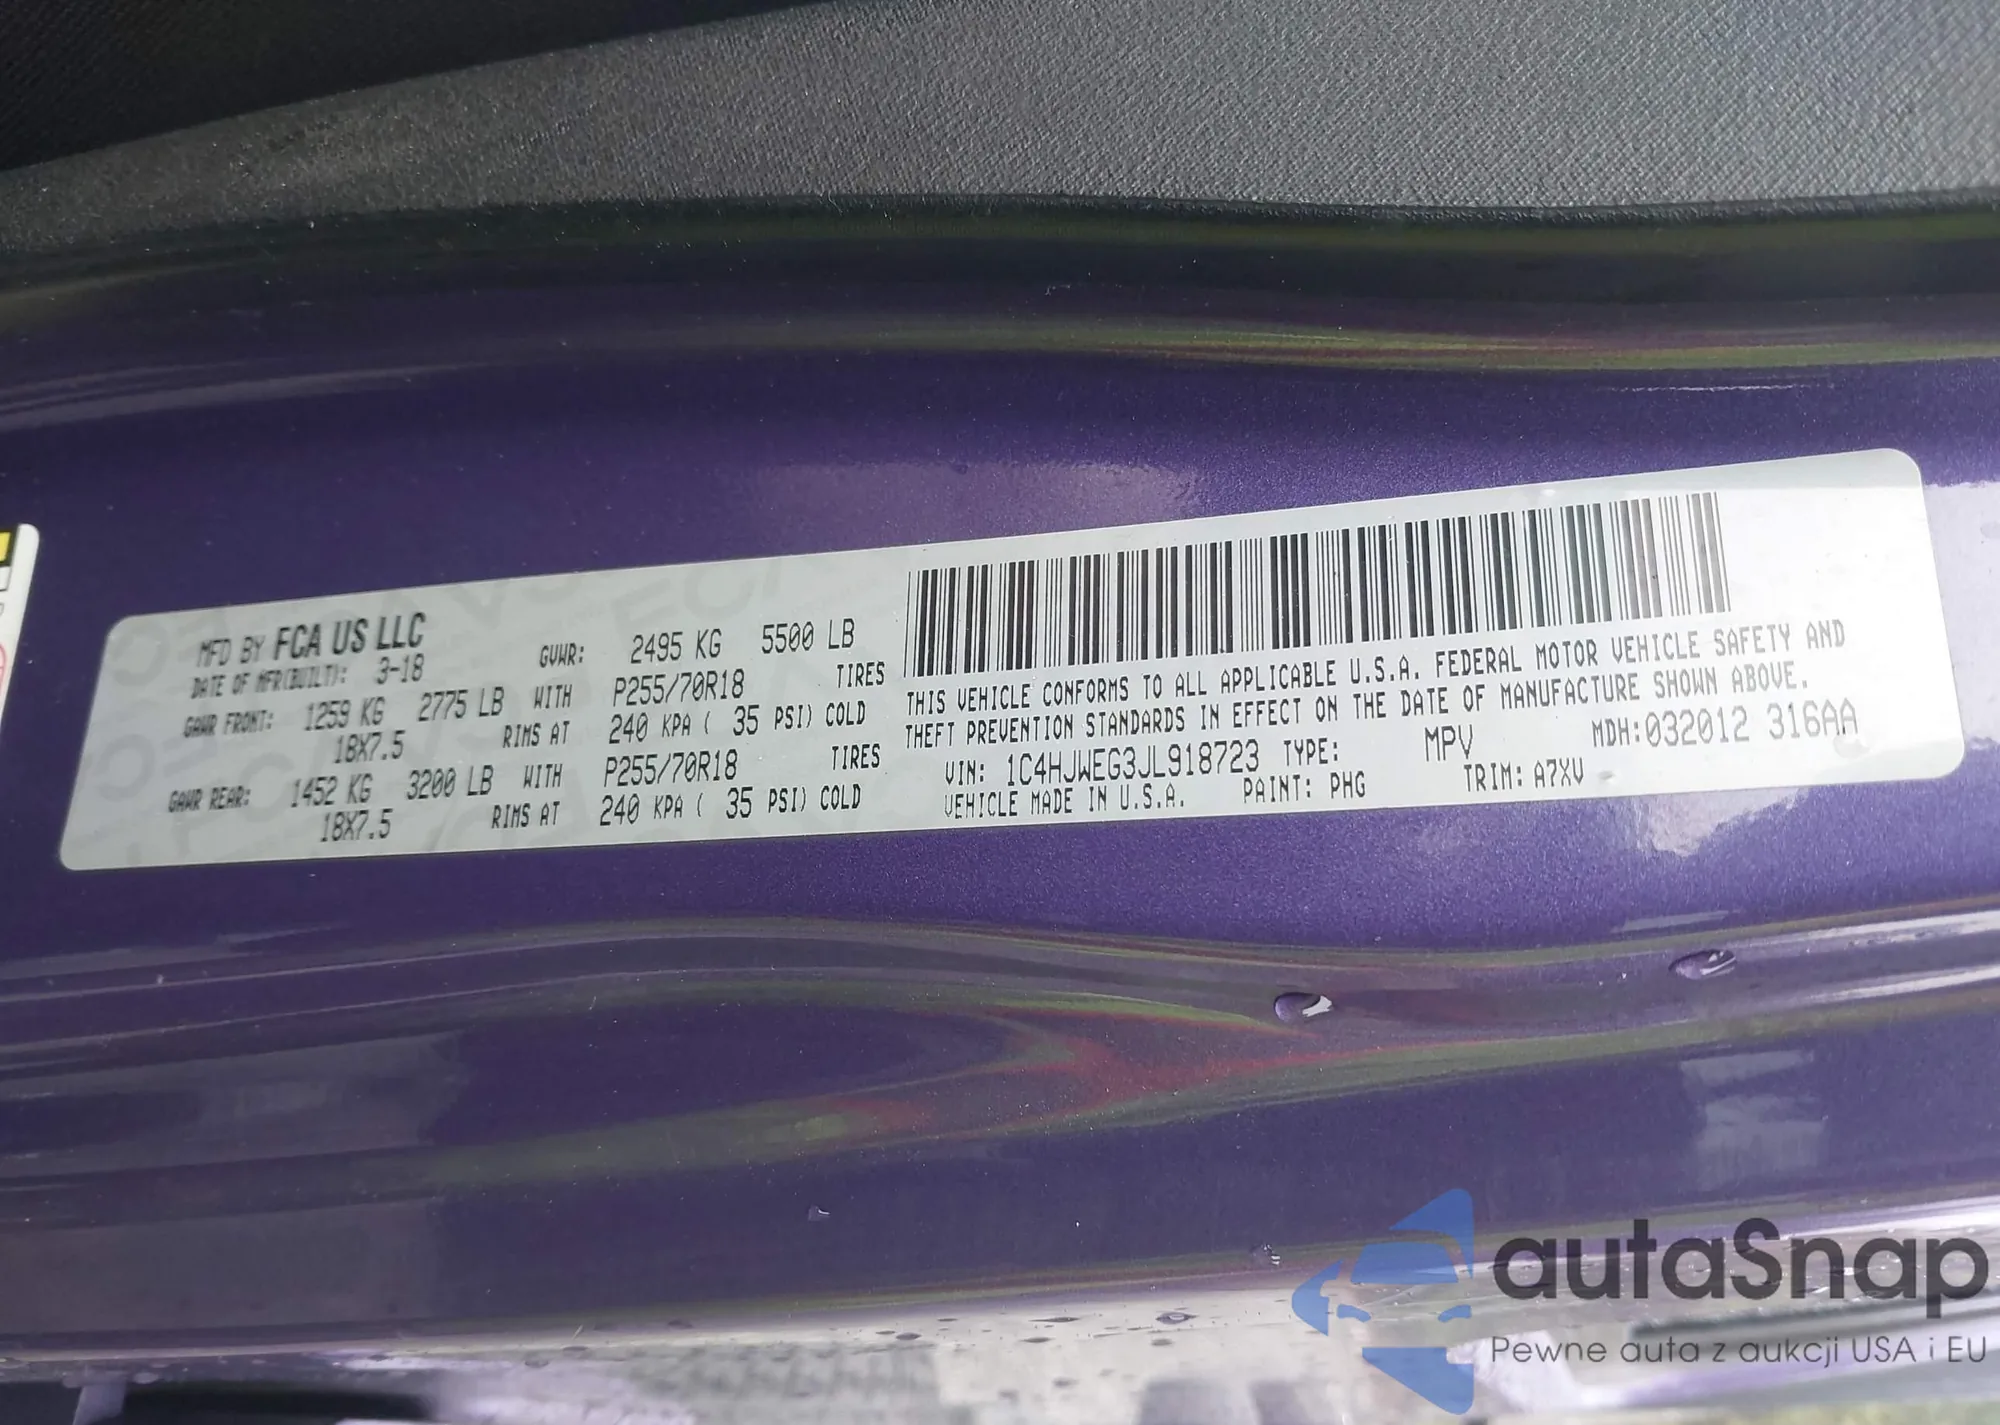 MFD BY FCA US LLC
DATE OF MFR(BUILT): 3-18
GVWR: 2495 KG 5500 LB
GAWR FRONT: 1259 KG 2775 LB WITH P255/70R18 TIRES
18X7.5 RIMS AT 240 KPA ( 35 PSI) COLD
GAWR REAR: 1452 KG 3200 LB WITH P255/70R18 TIRES
18X7.5 RIMS AT 240 KPA ( 35 PSI) COLD
THIS VEHICLE CONFORMS TO ALL APPLICABLE U.S.A. FEDERAL MOTOR VEHICLE SAFETY AND
THEFT PREVENTION STANDARDS IN EFFECT ON THE DATE OF MANUFACTURE SHOWN ABOVE.
VIN: 1C4HJWEG3JL918723 TYPE: MPV MDH:032012 316AA
VEHICLE MADE IN U.S.A. PAINT: PHG TRIM: A7XV
autaSnap
Pewne auta z aukcji USA i EU